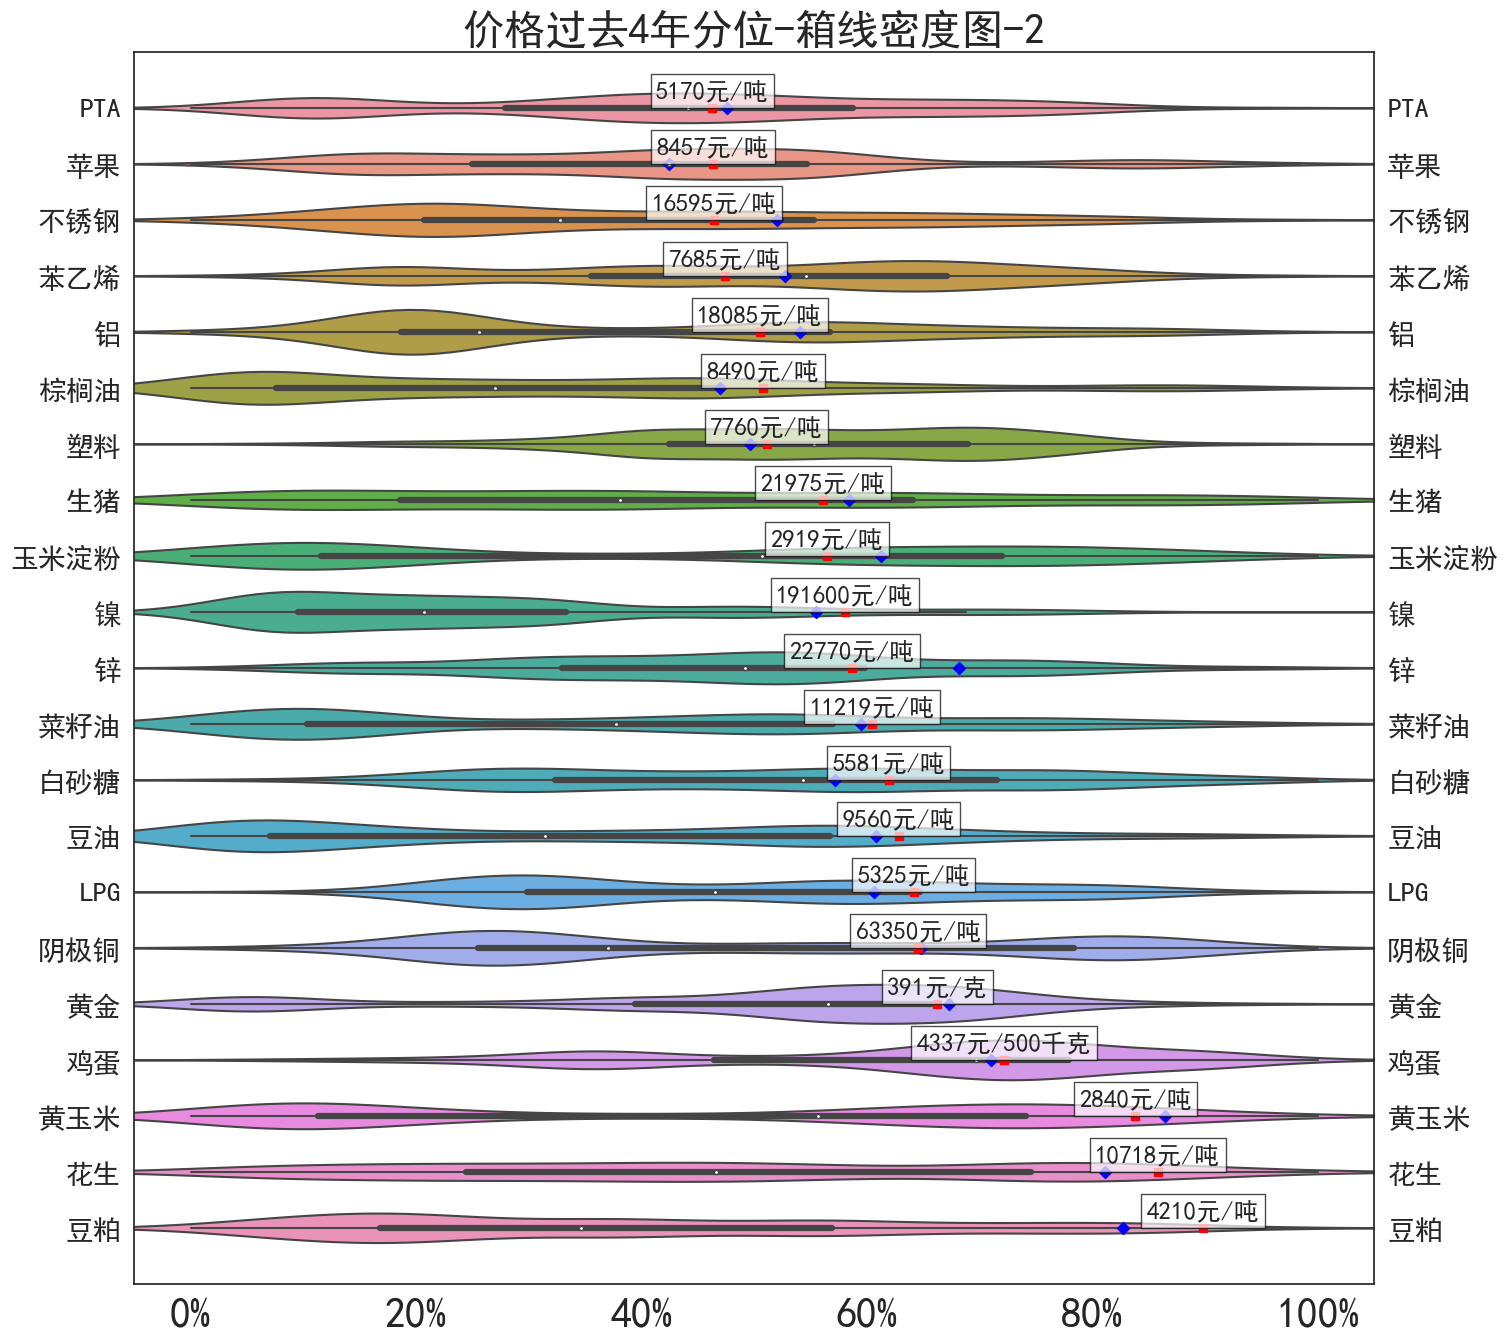 价格过去4年分位-箱线密度图-2
PTA 5170元/吨 PTA
苹果 8457元/吨 苹果
不锈钢 16595元/吨 不锈钢
苯乙烯 7685元/吨 苯乙烯
铝 18085元/吨 铝
棕榈油 8490元/吨 棕榈油
塑料 7760元/吨 塑料
生猪 21975元/吨 生猪
玉米淀粉 2919元/吨 玉米淀粉
镍 191600元/吨 镍
锌 22770元/吨 锌
菜籽油 11219元/吨 菜籽油
白砂糖 5581元/吨 白砂糖
豆油 9560元/吨 豆油
LPG 5325元/吨 LPG
阴极铜 63350元/吨 阴极铜
黄金 391元/克 黄金
鸡蛋 4337元/500千克 鸡蛋
黄玉米 2840元/吨 黄玉米
花生 10718元/吨 花生
豆粕 4210元/吨 豆粕
0% 20% 40% 60% 80% 100%